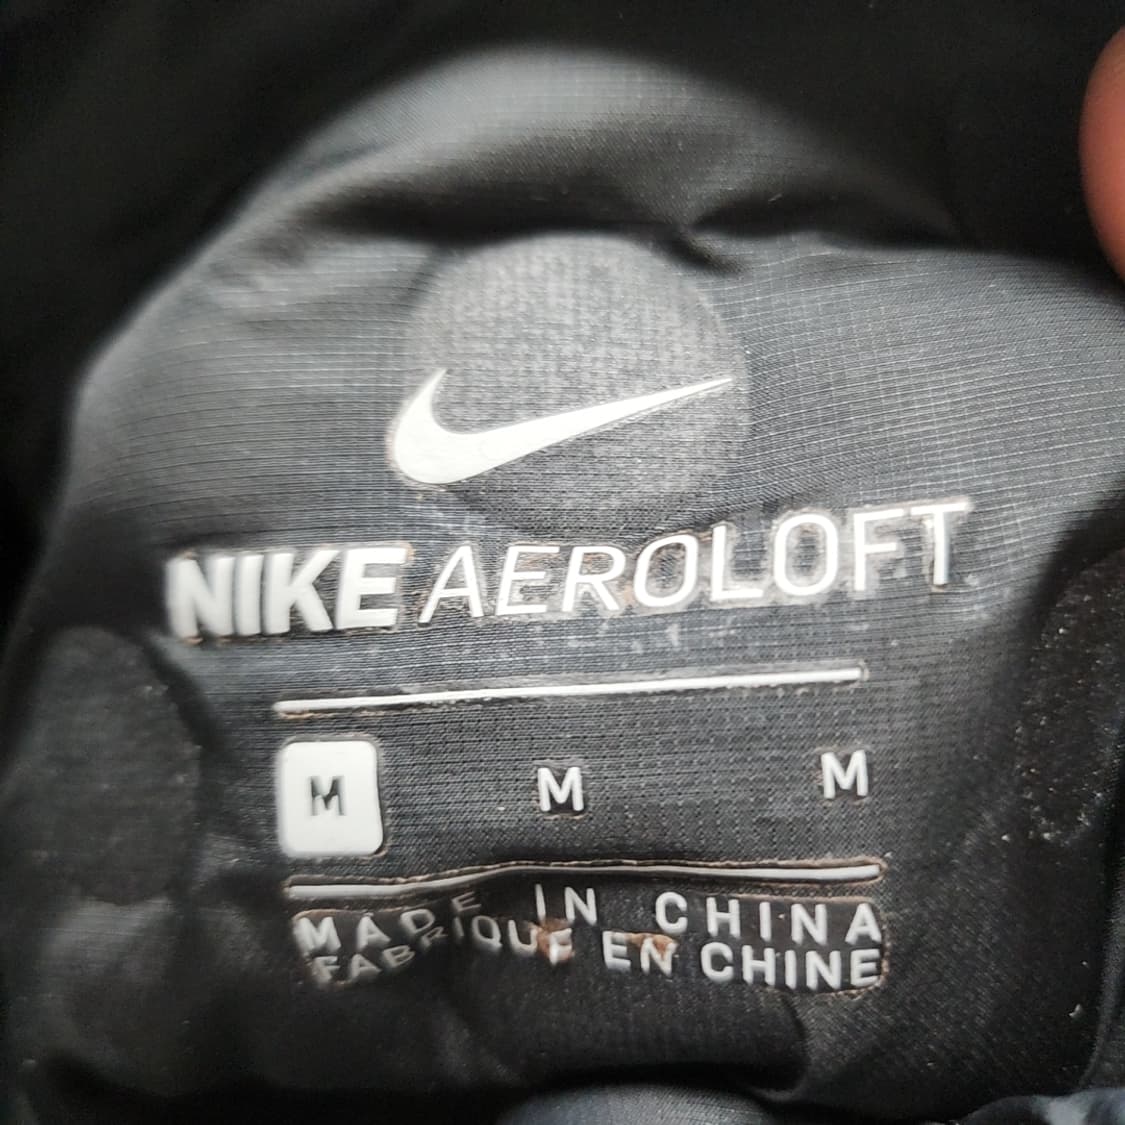 NIKE AEROLOFT
M M M
MADE IN CHINA
FABRIQUE EN CHINE